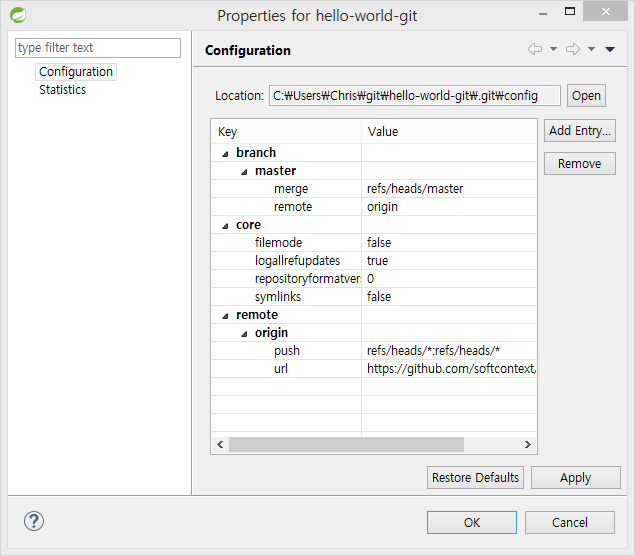 Properties for hello-world-git
type filter text
Configuration
Statistics
Configuration
Location: C:₩Users₩Chris₩git₩hello-world-git₩.git₩config Open
Key Value
Add Entry...
branch
master
Remove
merge refs/heads/master
remote origin
core
filemode false
logallrefupdates true
repositoryformatvers 0
symlinks false
remote
origin
push refs/heads/*:refs/heads/*
url https://github.com/softcontext/
Restore Defaults Apply
? OK Cancel